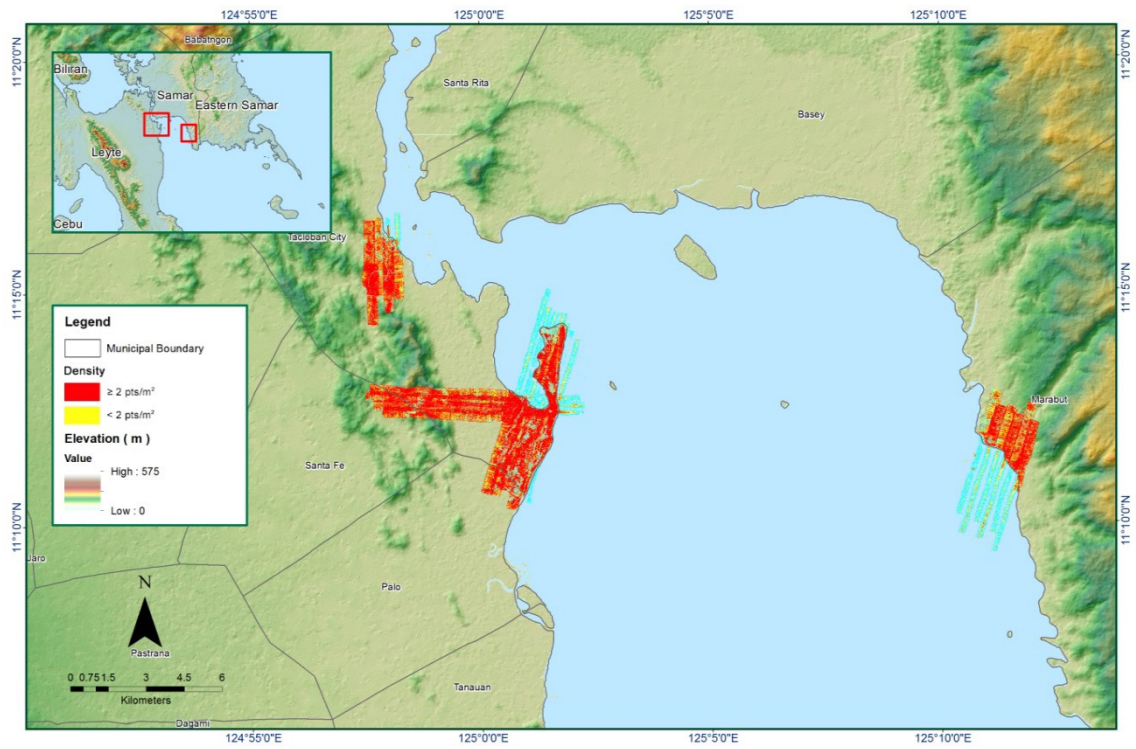 124°55'0"E
125°0'0"E
125°5'0"E
125°10'0"E
11°20'0"N
11°15'0"N
11°10'0"N
11°20'0"N
11°15'0"N
11°10'0"N
Babatngon
Biliran
Samar
Eastern Samar
Leyte
Cebu
Santa Rita
Basey
Tacloban City
Marabut
Santa Fe
Legend
Municipal Boundary
Density
≥ 2 pts/m²
< 2 pts/m²
Elevation ( m )
Value
High : 575
Low : 0
Jaro
Palo
N
Pastrana
0 0.75 1.5 3 4.5 6
Kilometers
Tanauan
Dagami
124°55'0"E
125°0'0"E
125°5'0"E
125°10'0"E